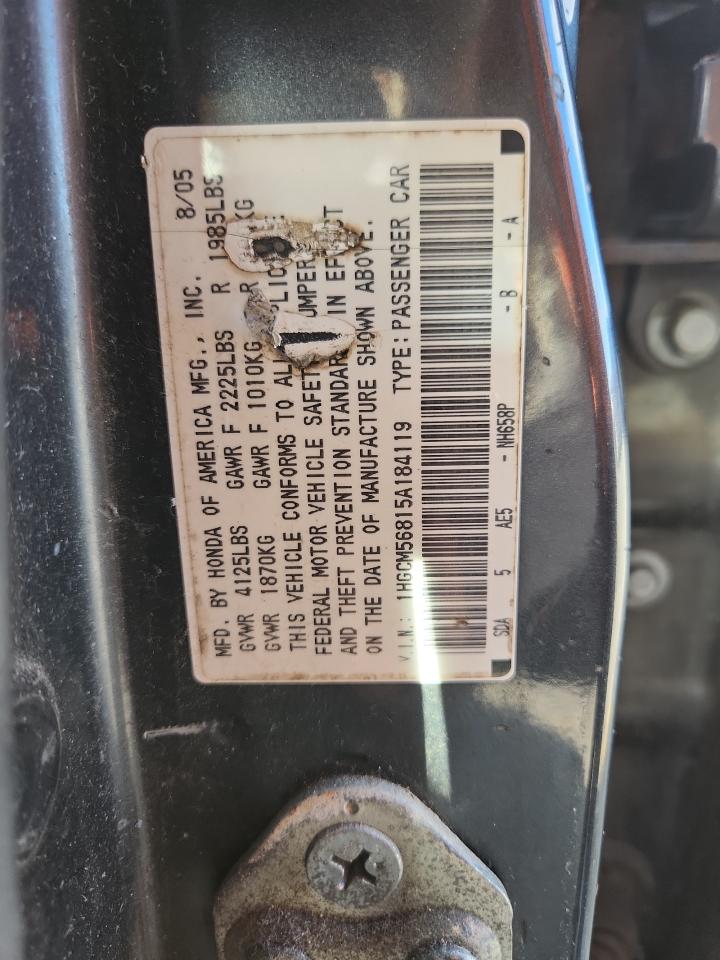 MFD. BY HONDA OF AMERICA MFG., INC. 8/05
GVWR 4125LBS GAWR F 2225LBS R 1985LBS
GVWR 1870KG GAWR F 1010KG R KG
THIS VEHICLE CONFORMS TO
FEDERAL MOTOR VEHICLE SAFET UMPER
AND THEFT PREVENTION STANDAR IN EF T
ON THE DATE OF MANUFACTURE SHOWN ABOVE.
V.I.N.: 1HGCM56815A184119 TYPE: PASSENGER CAR
SDA 5 AE5 - NH658P - B - A